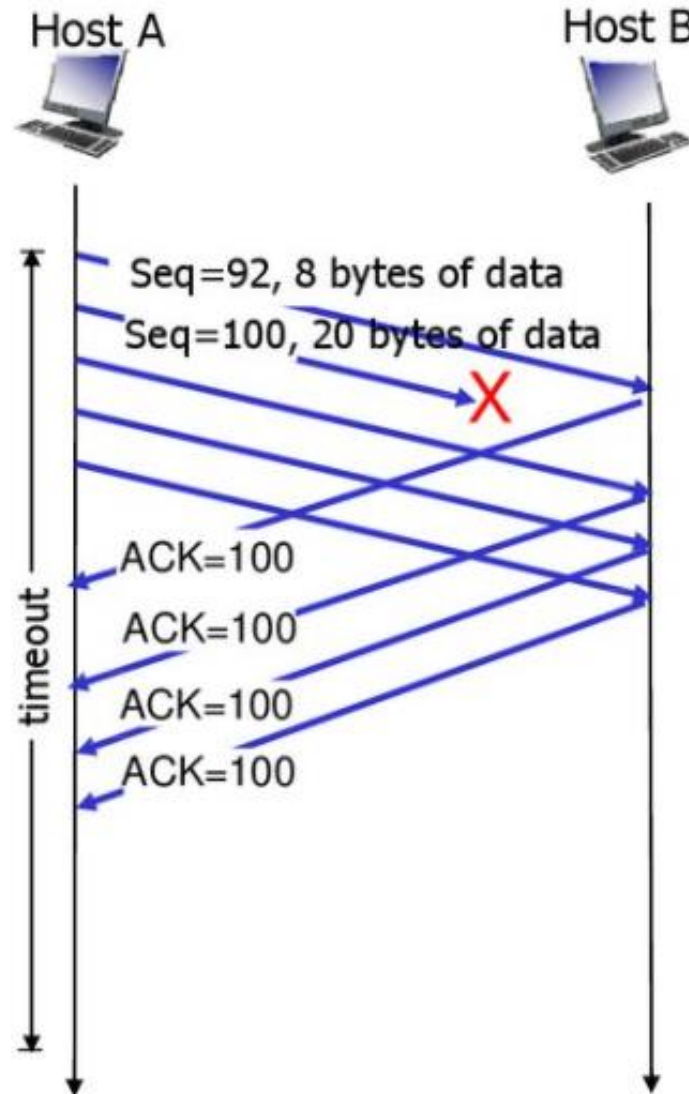 Host A
Host B
Seq=92, 8 bytes of data
Seq=100, 20 bytes of data
X
ACK=100
ACK=100
ACK=100
ACK=100
timeout